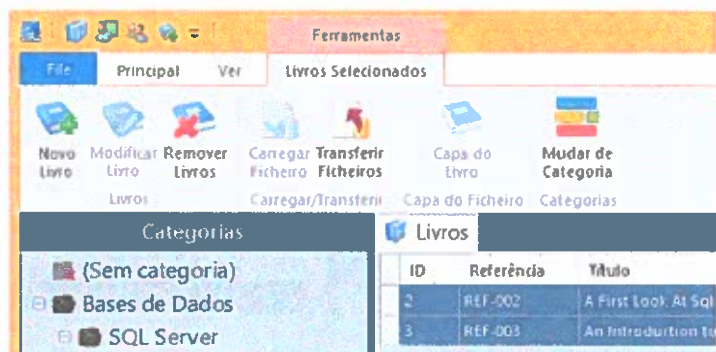 Ferramentas
File Principal Ver Livros Selecionados
Novo Livro
Modificar Livro
Remover Livros
Carregar Ficheiro
Transferir Ficheiros
Capa do Livro
Mudar de Categoria
Livros Carregar/Transferir Capa do Ficheiro Categorias
Categorias Livros
(Sem categoria) ID Referência Título
Bases de Dados 2 REF-002 A First Look At Sql
SQL Server 3 REF-003 An Introduction to